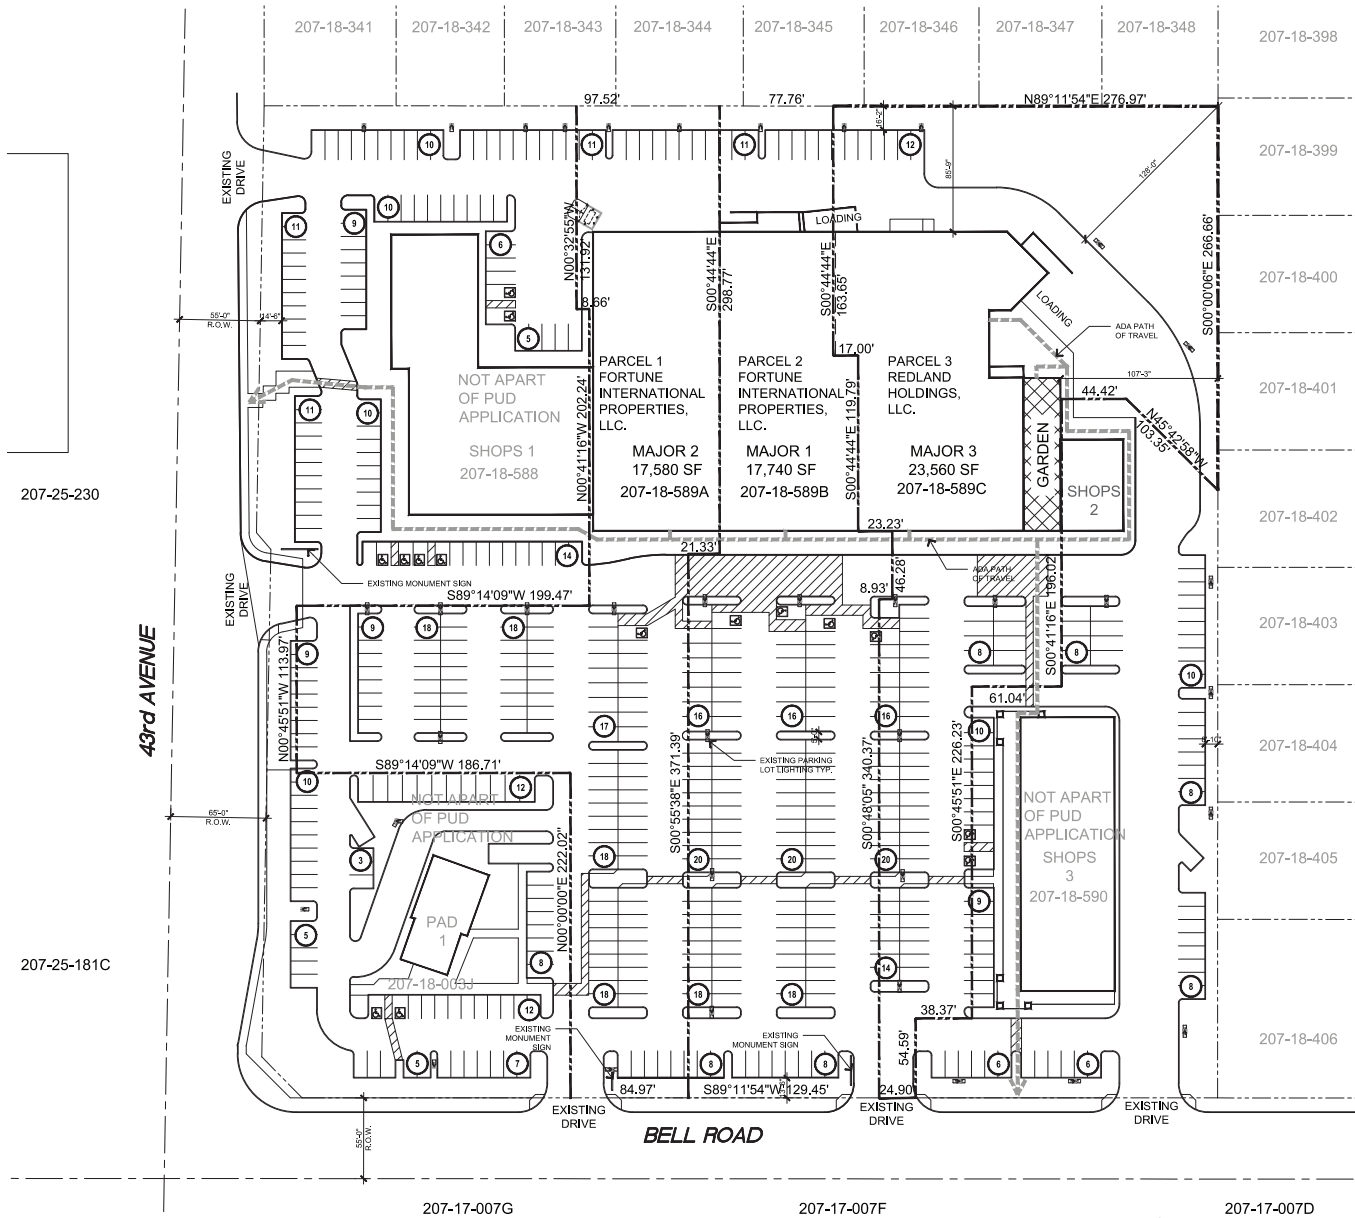 207-18-341
207-18-342
207-18-343
207-18-344
207-18-345
207-18-346
207-18-347
207-18-348
207-18-398
97.52'
77.76'
N89°11'54"E 276.97'
16'-2"
85'-9"
128'-0"
10
11
11
12
207-18-399
EXISTING
DRIVE
10
9
11
6
5
N00°32'55"W
131.92'
8.66'
LOADING
S00°44'44"E
298.77'
S00°44'44"E
163.65'
17.00'
S00°00'06"E 266.66'
207-18-400
LOADING
ADA PATH
OF TRAVEL
55'-0"
R.O.W.
14'-6"
107'-3"
44.42'
N45°42'58"W
103.35'
207-18-401
NOT APART
OF PUD
APPLICATION
SHOPS 1
207-18-588
PARCEL 1
FORTUNE
INTERNATIONAL
PROPERTIES,
LLC.
MAJOR 2
17,580 SF
207-18-589A
PARCEL 2
FORTUNE
INTERNATIONAL
PROPERTIES,
LLC.
MAJOR 1
17,740 SF
207-18-589B
PARCEL 3
REDLAND
HOLDINGS,
LLC.
MAJOR 3
23,560 SF
207-18-589C
N00°41'16"W 202.24'
S00°44'44"E 119.79'
GARDEN
SHOPS
2
11
10
207-25-230
207-18-402
23.23'
21.33'
14
EXISTING MONUMENT SIGN
EXISTING
DRIVE
S89°14'09"W 199.47'
8.93'
46.28'
ADA PATH
OF TRAVEL
S00°41'16"E 196.02'
207-18-403
9
18
18
9
8
8
10
N00°45'51"W 113.97'
43rd AVENUE
61.04'
17
16
16
16
10
EXISTING PARKING
LOT LIGHTING TYP.
S00°55'38"E 371.39'
S00°48'05" 340.37'
S00°45'51"E 226.23'
207-18-404
S89°14'09"W 186.71'
10
12
NOT APART
OF PUD
APPLICATION
NOT APART
OF PUD
APPLICATION
SHOPS
3
207-18-590
8
65'-0"
R.O.W.
3
18
20
20
20
207-18-405
N00°00'00"E 222.02"
PAD
1
207-18-003J
5
8
12
9
14
207-25-181C
18
18
18
8
38.37'
54.59'
EXISTING
MONUMENT
SIGN
EXISTING
MONUMENT SIGN
207-18-406
5
7
8
8
6
6
84.97'
S89°11'54"W 129.45'
24.90'
EXISTING
DRIVE
EXISTING
DRIVE
EXISTING
DRIVE
55'-0"
R.O.W.
BELL ROAD
207-17-007G
207-17-007F
207-17-007D